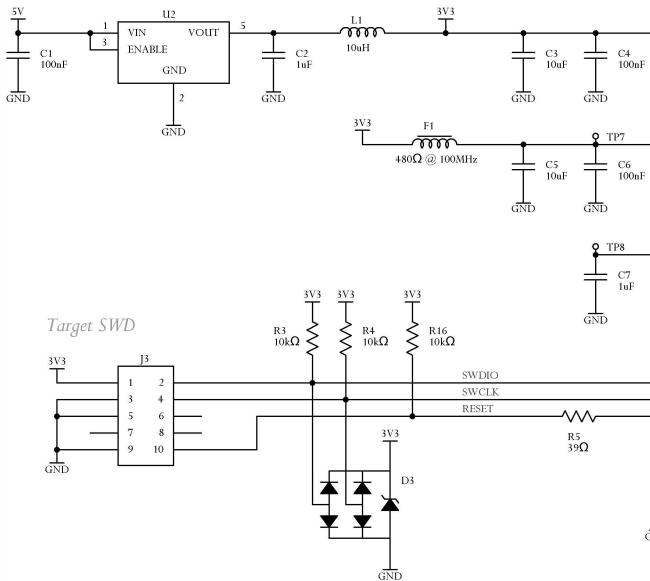 5V
U2
L1
3V3
1
VIN
VOUT
5
3
ENABLE
GND
2
GND
C1
100nF
GND
C2
1uF
GND
10uH
C3
10uF
GND
C4
100nF
GND
3V3
F1
480Ω @ 100MHz
TP7
C5
10uF
GND
C6
100nF
GND
TP8
C7
1uF
GND
Target SWD
3V3
3V3
3V3
R3
10kΩ
R4
10kΩ
R16
10kΩ
3V3
J3
1 2
3 4
5 6
7 8
9 10
GND
SWDIO
SWCLK
RESET
R5
39Ω
3V3
D3
GND